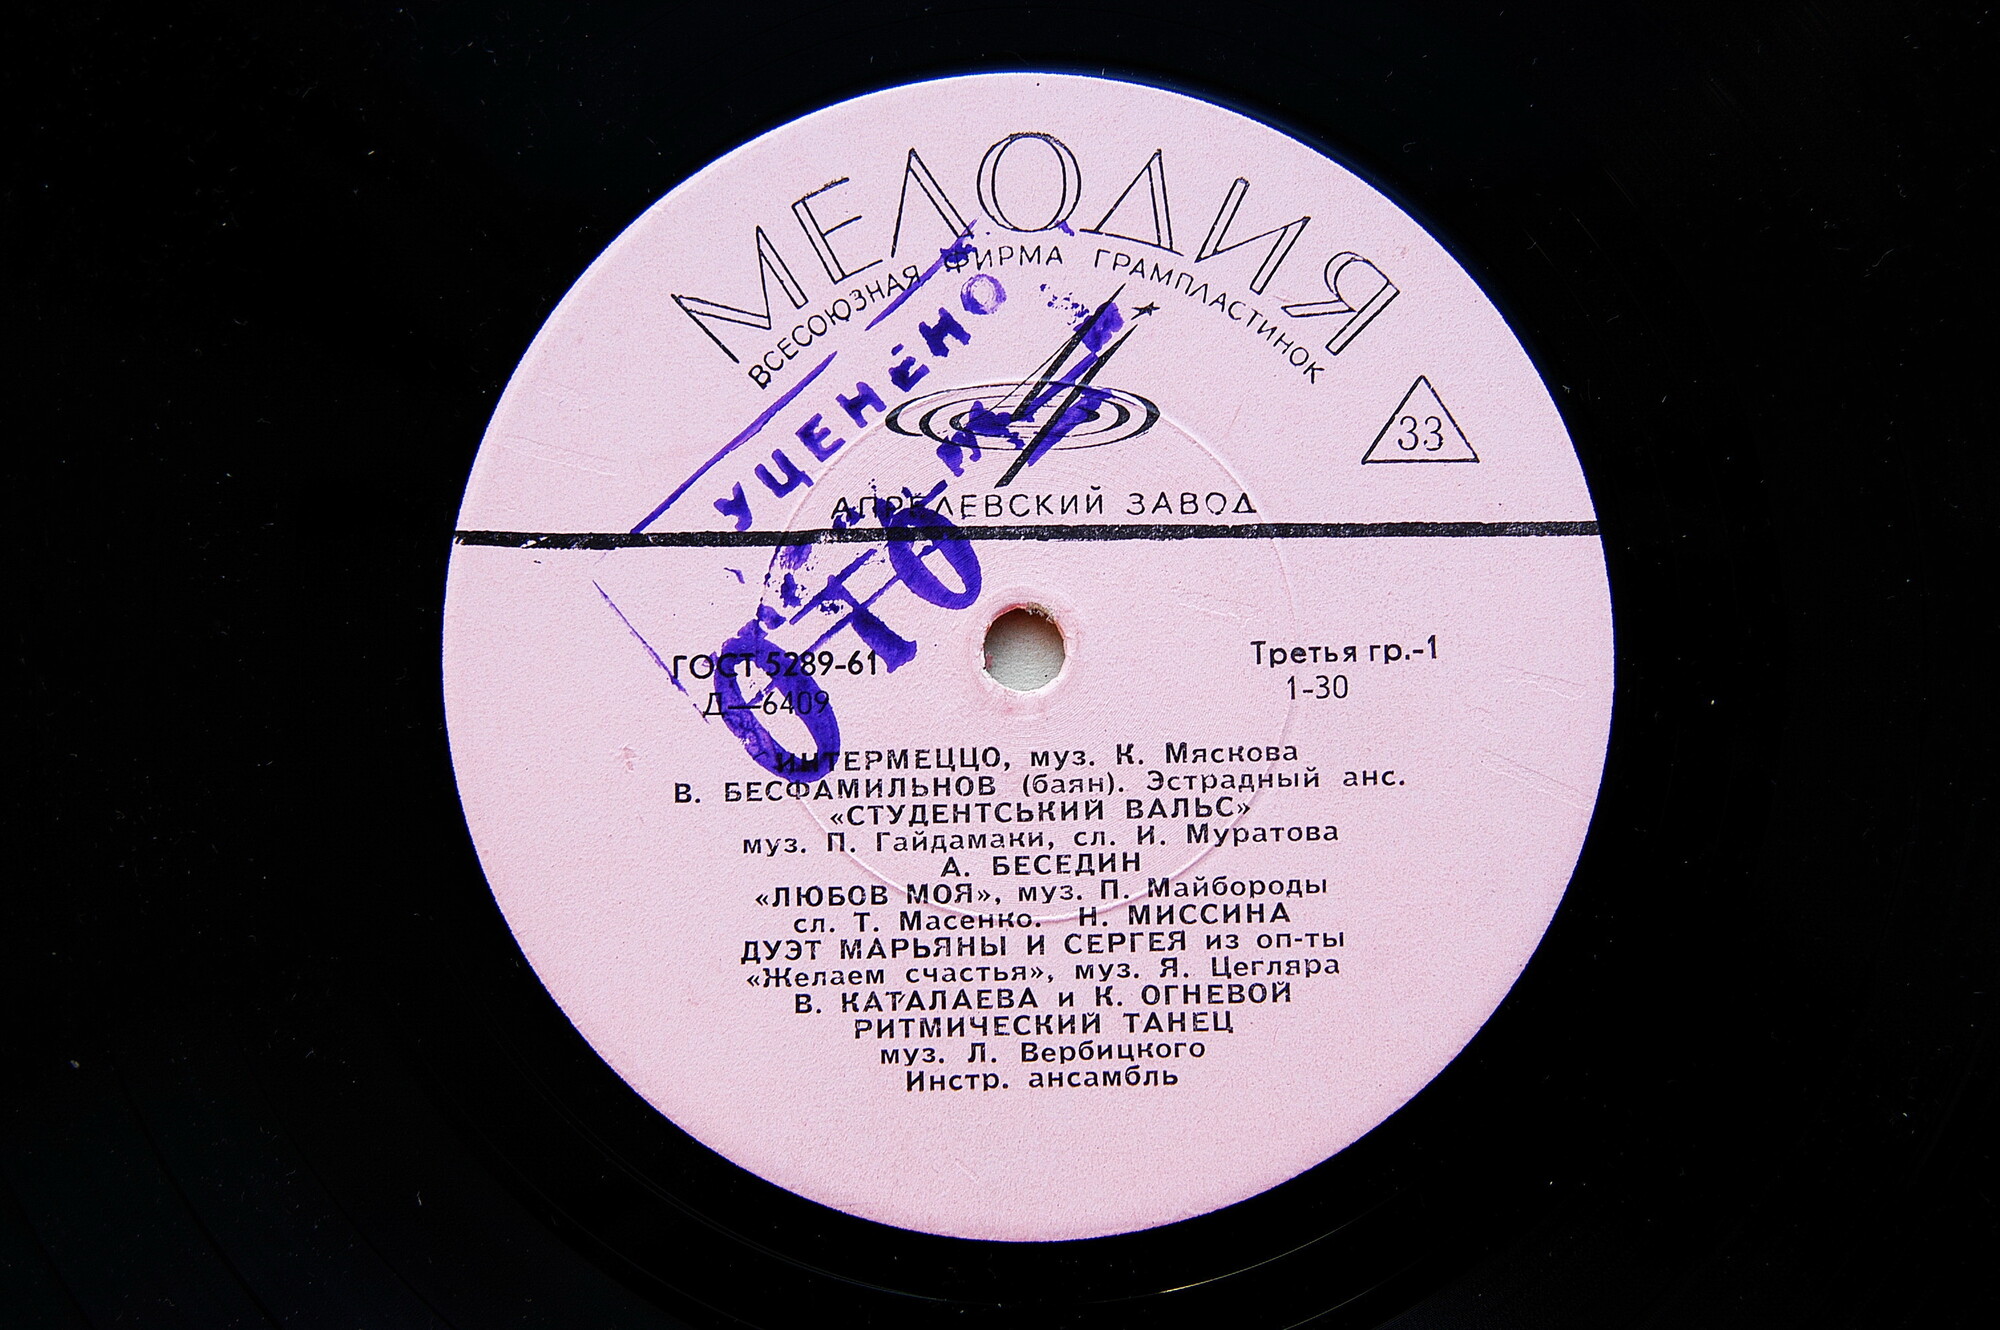 МЕЛОДИЯ
ВСЕСОЮЗНАЯ ФИРМА ГРАМПЛАСТИНОК
УЦЕНЕНО
33
АПРЕЛЕВСКИЙ ЗАВОД
ГОСТ 5289-61
Д—6409
Третья гр.-1
1-30
ИНТЕРМЕЦЦО, муз. К. Мяскова
В. БЕСФАМИЛЬНОВ (баян). Эстрадный анс.
«СТУДЕНТСЬКИЙ ВАЛЬС»
муз. П. Гайдамаки, сл. И. Муратова
А. БЕСЕДИН
«ЛЮБОВ МОЯ», муз. П. Майбороды
сл. Т. Масенко. Н. МИССИНА
ДУЭТ МАРЬЯНЫ И СЕРГЕЯ из оп-ты
«Желаем счастья», муз. Я. Цегляра
В. КАТАЛАЕВА и К. ОГНЕВОЙ
РИТМИЧЕСКИЙ ТАНЕЦ
муз. Л. Вербицкого
Инстр. ансамбль